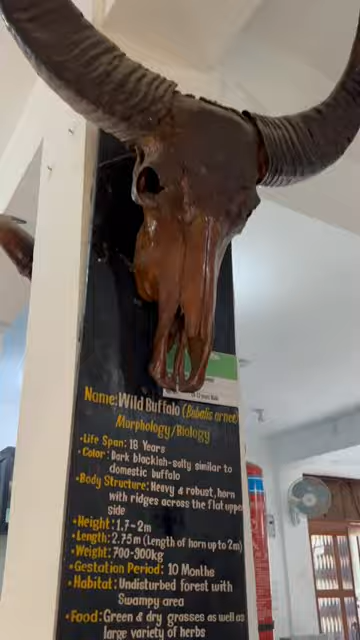 Name: Wild Buffalo (Bubalis arnee)
Morphology/Biology
• Life Span: 18 Years
• Color: Dark blackish-solty similar to
domestic buffalo
• Body Structure: Heavy & robust, horn
with ridges across the flat uppe
side
• Height: 1.7-2m
• Length: 2.75m (Length of horn up to 2m)
• Weight: 700-900kg
• Gestation Period: 10 Months
• Habitat: Undisturbed forest with
Swampy area
• Food: Green & dry grasses as well as
large variety of herbs